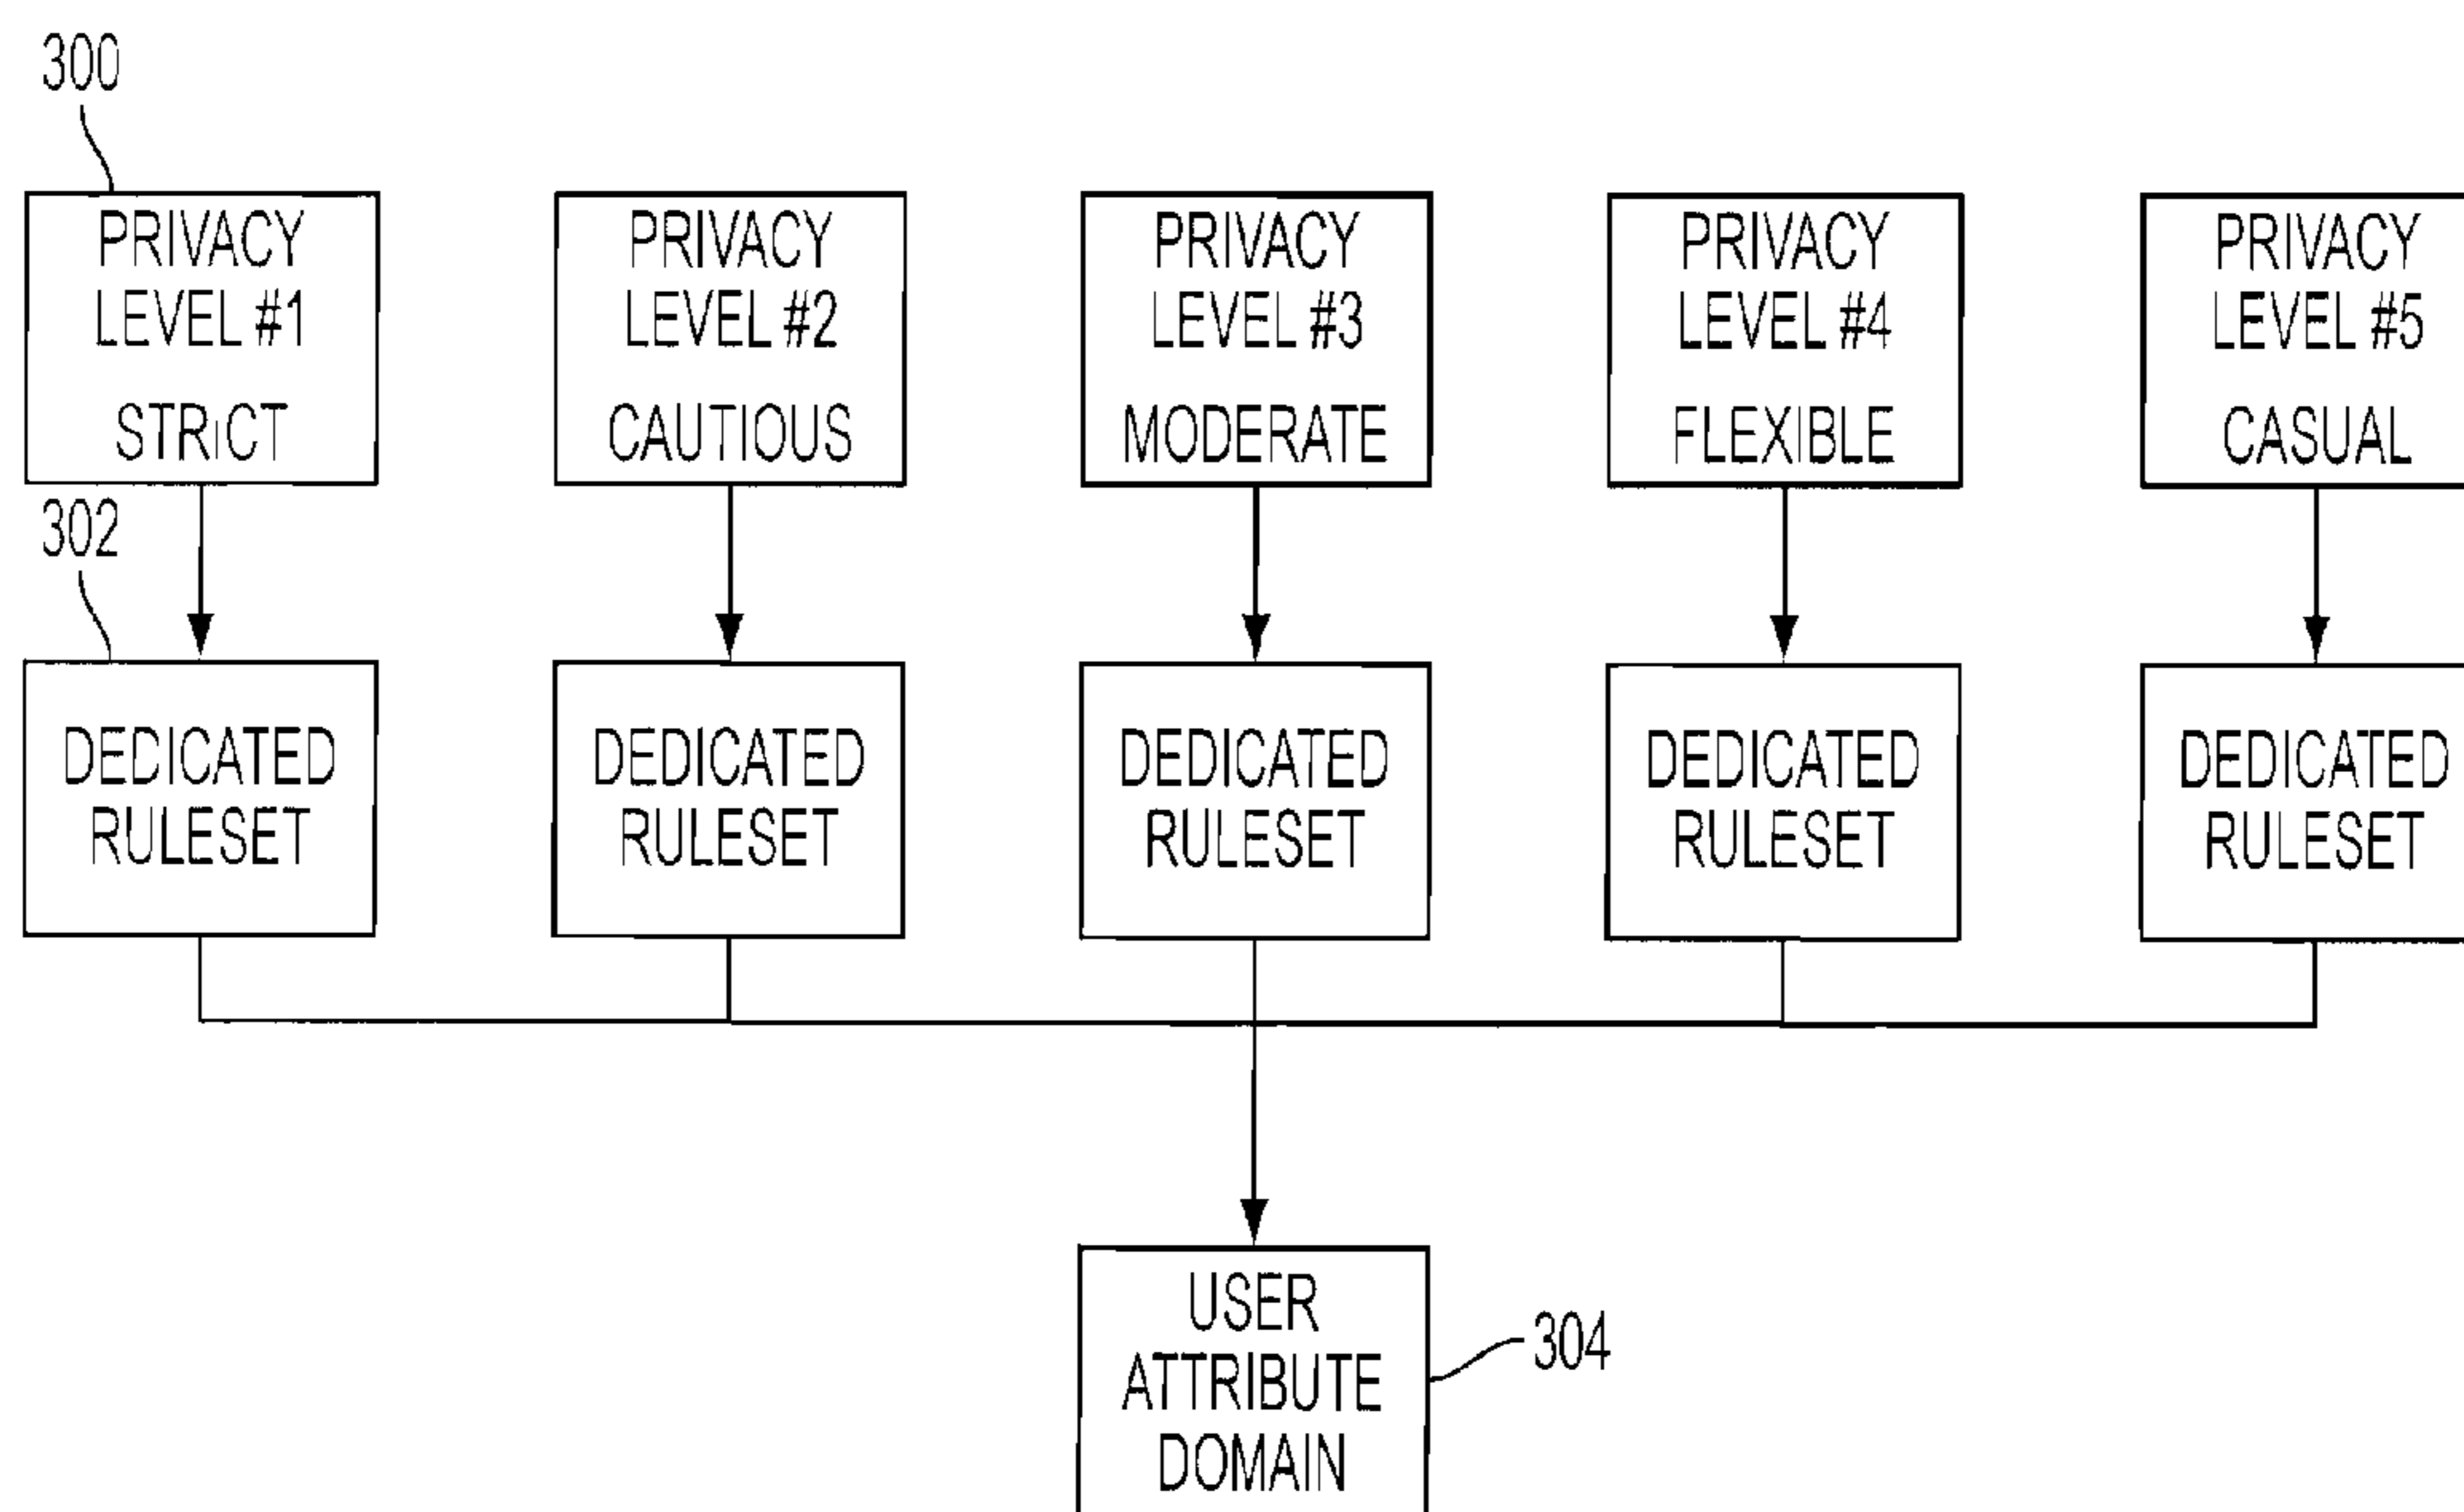 300
PRIVACY
LEVEL #1
STRICT
PRIVACY
LEVEL #2
CAUTIOUS
PRIVACY
LEVEL #3
MODERATE
PRIVACY
LEVEL #4
FLEXIBLE
PRIVACY
LEVEL #5
CASUAL
302
DEDICATED
RULESET
DEDICATED
RULESET
DEDICATED
RULESET
DEDICATED
RULESET
DEDICATED
RULESET
USER
ATTRIBUTE
DOMAIN
304